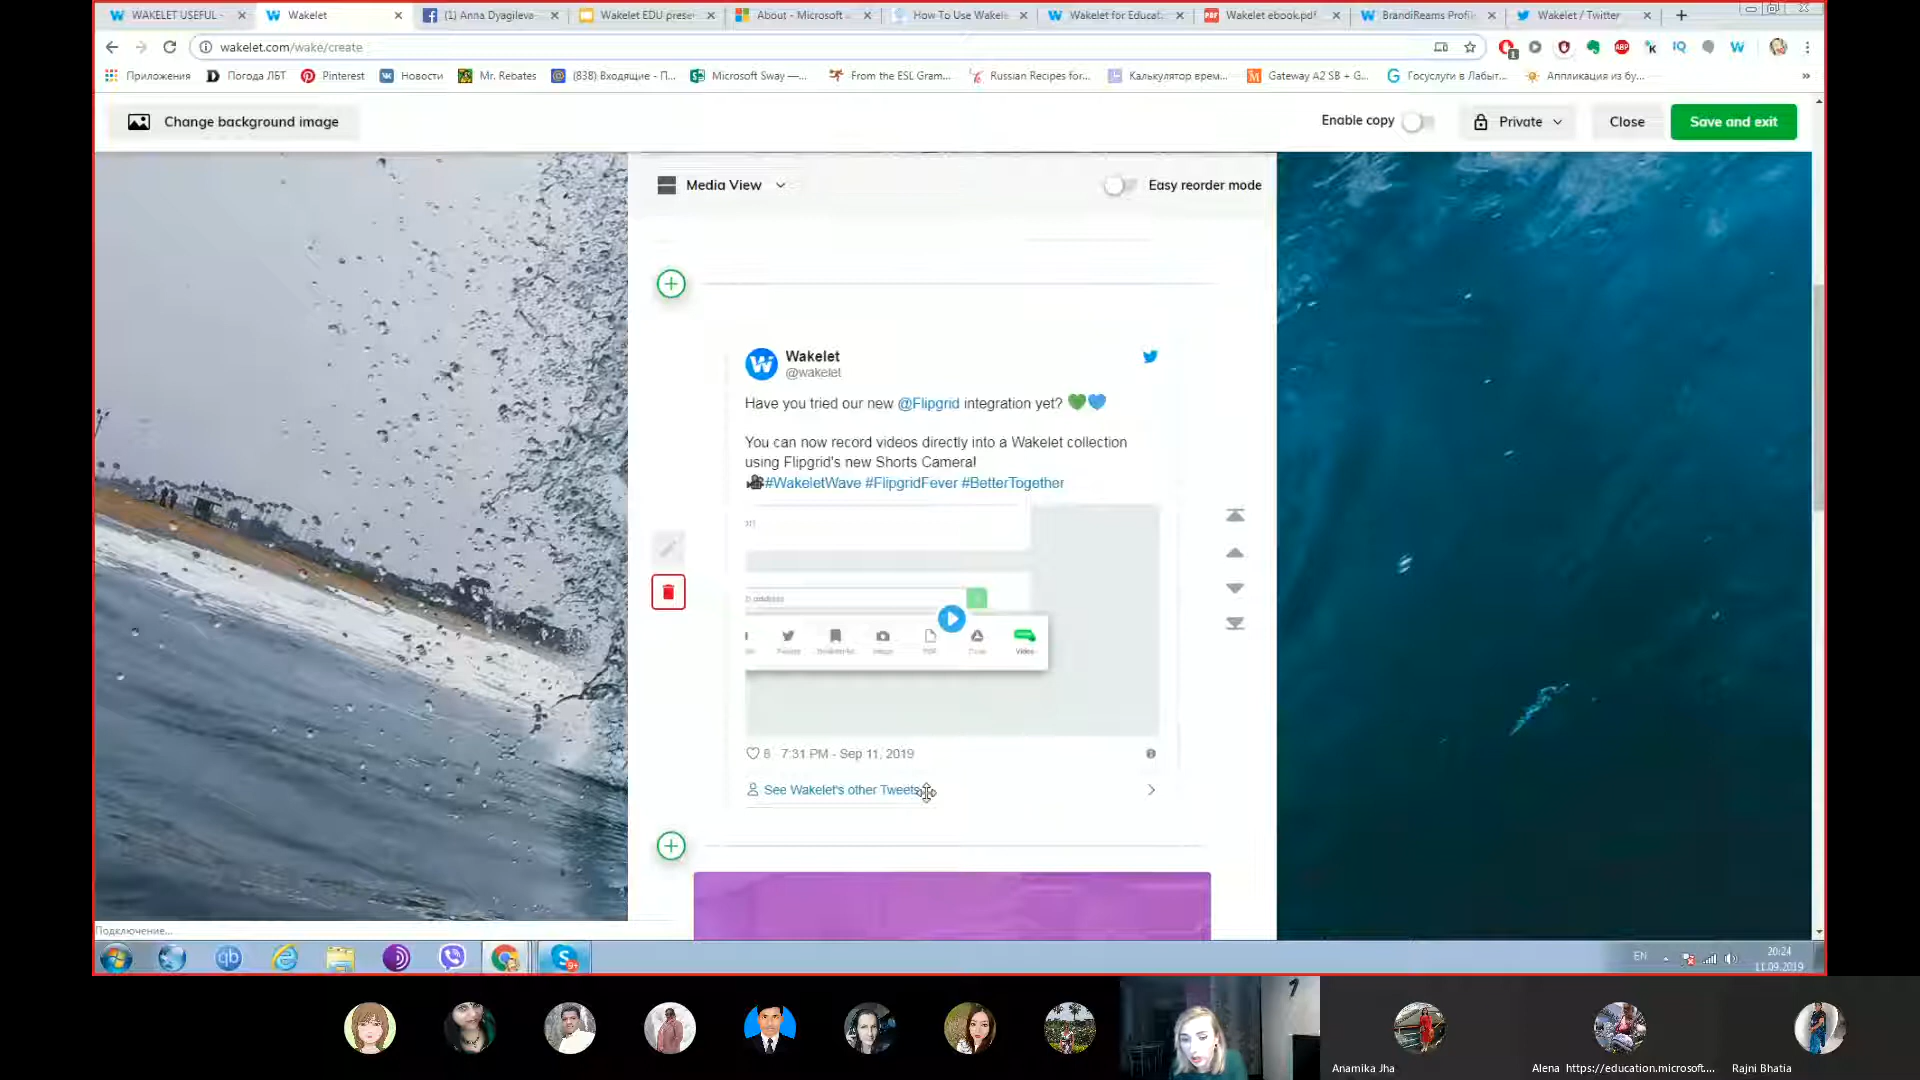 WAKELET USEFUL -
Wakelet
(1) Anna Dyagileva
Wakelet EDU prese
About - Microsoft
How To Use Wakele
Wakelet for Educat
Wakelet ebook.pdf
BrandiReams Profil
Wakelet / Twitter
wakelet.com/wake/create
Приложения
Погода ЛБТ
Pinterest
Новости
Mr. Rebates
(838) Входящие - П...
Microsoft Sway —...
From the ESL Gram...
Russian Recipes for...
Калькулятор врем...
Gateway A2 SB + G...
Госуслуги в Лабыт...
Аппликация из бу...
Change background image
Enable copy
Private
Close
Save and exit
Media View
Easy reorder mode
Wakelet
@wakelet
Have you tried our new @Flipgrid integration yet? 💚💙
You can now record videos directly into a Wakelet collection
using Flipgrid's new Shorts Camera!
🎥#WakeletWave #FlipgridFever #BetterTogether
Video
8 7:31 PM - Sep 11, 2019
See Wakelet's other Tweets
Подключение...
EN
20:24
11.09.2019
Anamika Jha
Alena https://education.microsoft....
Rajni Bhatia